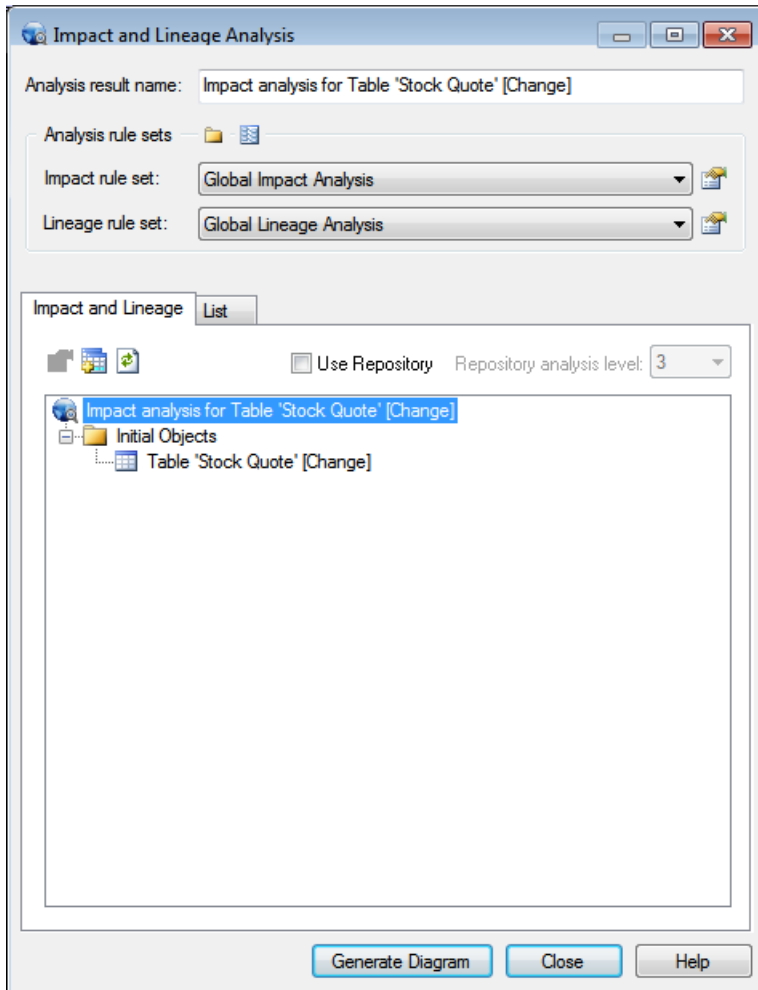 Impact and Lineage Analysis
Analysis result name: Impact analysis for Table 'Stock Quote' [Change]
Analysis rule sets
Impact rule set: Global Impact Analysis
Lineage rule set: Global Lineage Analysis
Impact and Lineage List
Use Repository Repository analysis level: 3
Impact analysis for Table 'Stock Quote' [Change]
Initial Objects
Table 'Stock Quote' [Change]
Generate Diagram Close Help